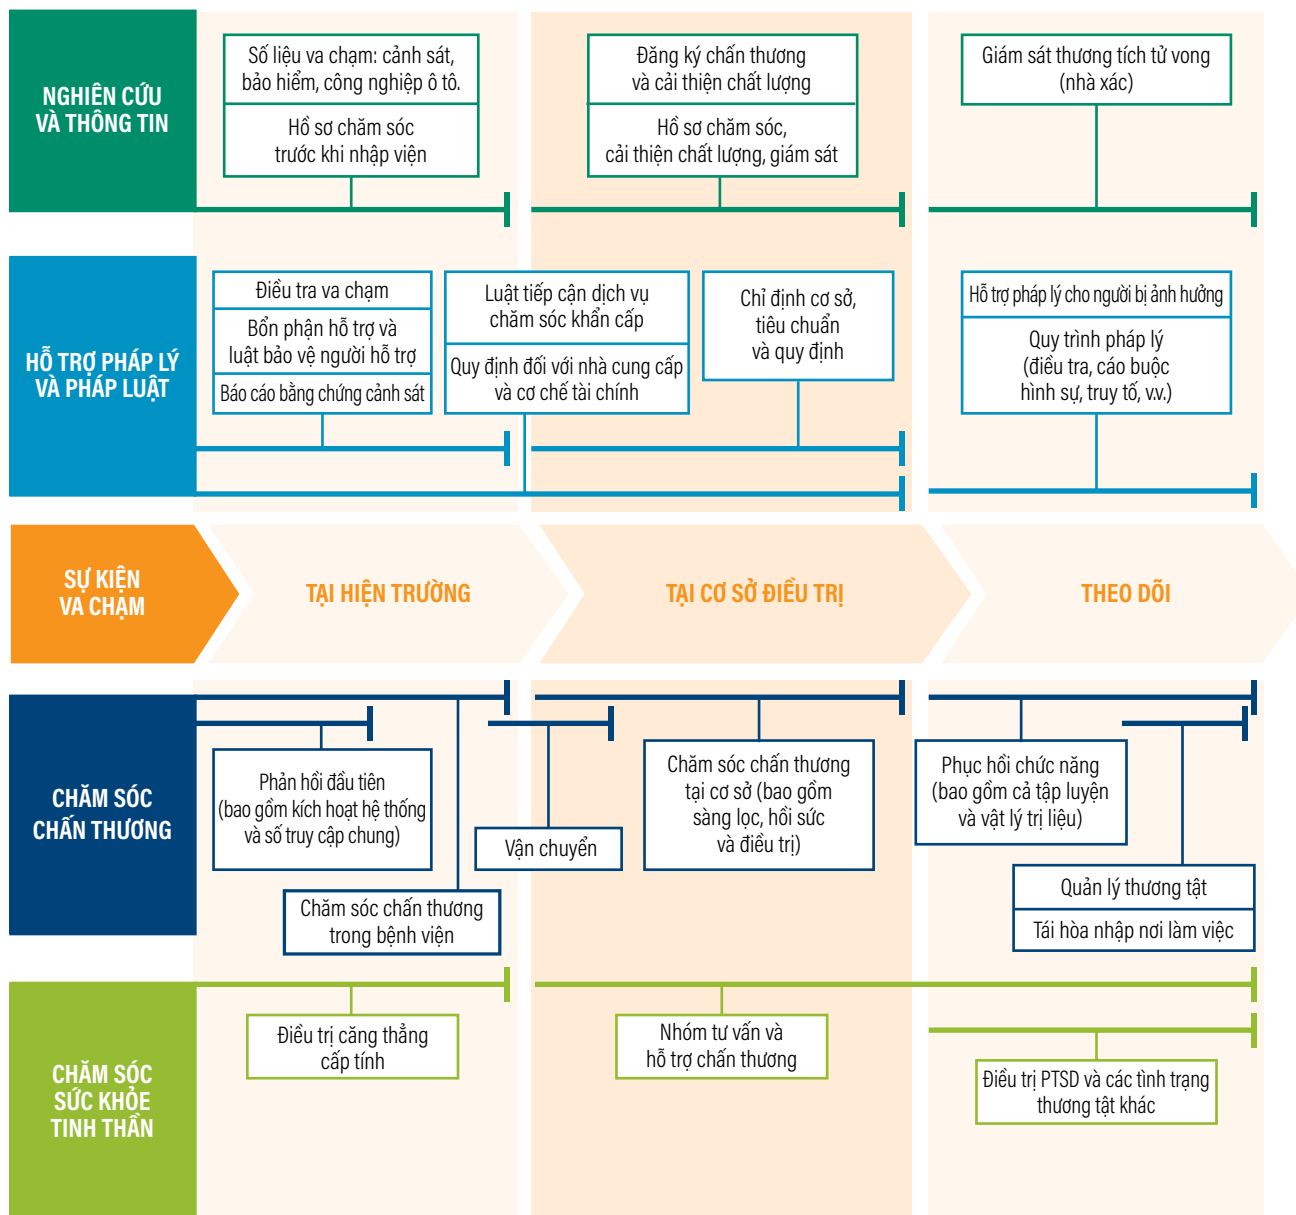 NGHIÊN CỨU
VÀ THÔNG TIN
Số liệu va chạm: cảnh sát,
bảo hiểm, công nghiệp ô tô.
Hồ sơ chăm sóc
trước khi nhập viện
Đăng ký chấn thương
và cải thiện chất lượng
Hồ sơ chăm sóc,
cải thiện chất lượng, giám sát
Giám sát thương tích tử vong
(nhà xác)
HỖ TRỢ PHÁP LÝ
VÀ PHÁP LUẬT
Điều tra va chạm
Bổn phận hỗ trợ và
luật bảo vệ người hỗ trợ
Báo cáo bằng chứng cảnh sát
Luật tiếp cận dịch vụ
chăm sóc khẩn cấp
Quy định đối với nhà cung cấp
và cơ chế tài chính
Chỉ định cơ sở,
tiêu chuẩn
và quy định
Hỗ trợ pháp lý cho người bị ảnh hưởng
Quy trình pháp lý
(điều tra, cáo buộc
hình sự, truy tố, v.v.)
SỰ KIỆN
VA CHẠM
TẠI HIỆN TRƯỜNG
TẠI CƠ SỞ ĐIỀU TRỊ
THEO DÕI
CHĂM SÓC
CHẤN THƯƠNG
Phản hồi đầu tiên
(bao gồm kích hoạt hệ thống
và số truy cập chung)
Chăm sóc chấn thương
trong bệnh viện
Vận chuyển
Chăm sóc chấn thương
tại cơ sở (bao gồm
sàng lọc, hồi sức
và điều trị)
Phục hồi chức năng
(bao gồm cả tập luyện
và vật lý trị liệu)
Quản lý thương tật
Tái hòa nhập nơi làm việc
CHĂM SÓC
SỨC KHỎE
TINH THẦN
Điều trị căng thẳng
cấp tính
Nhóm tư vấn và
hỗ trợ chấn thương
Điều trị PTSD và các tình trạng
thương tật khác